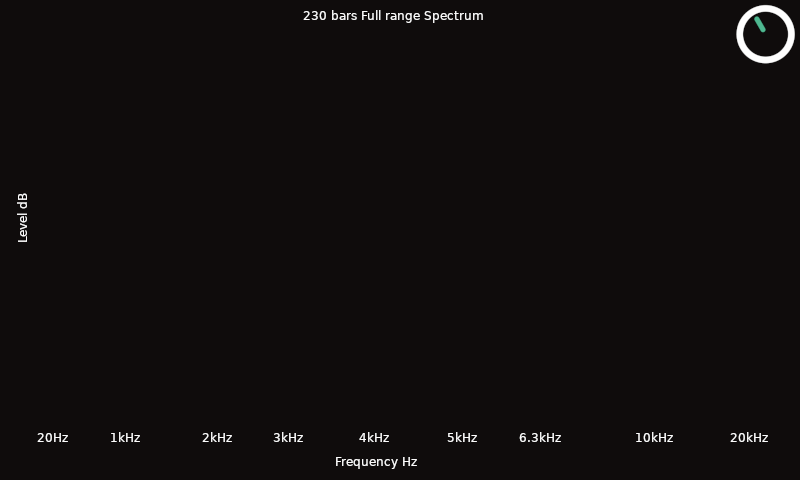 230 bars Full range Spectrum
Level dB
20Hz 1kHz 2kHz 3kHz 4kHz 5kHz 6.3kHz 10kHz 20kHz
Frequency Hz